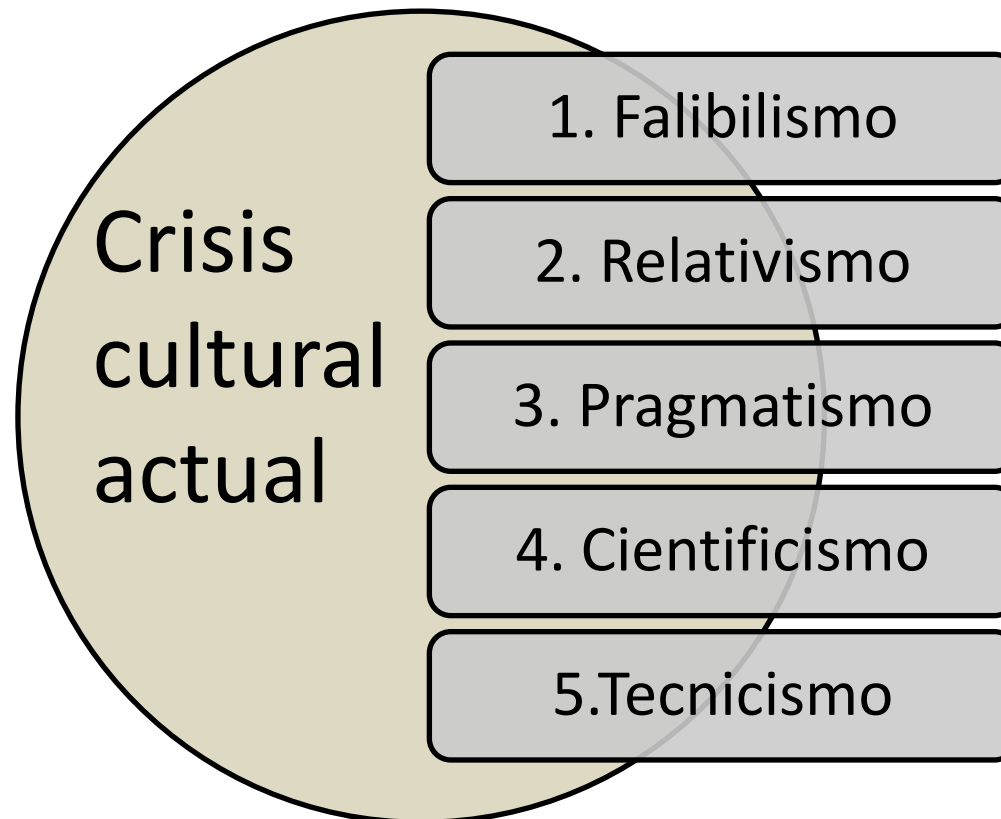 Crisis
cultural
actual
1. Falibilismo
2. Relativismo
3. Pragmatismo
4. Cientificismo
5.Tecnicismo